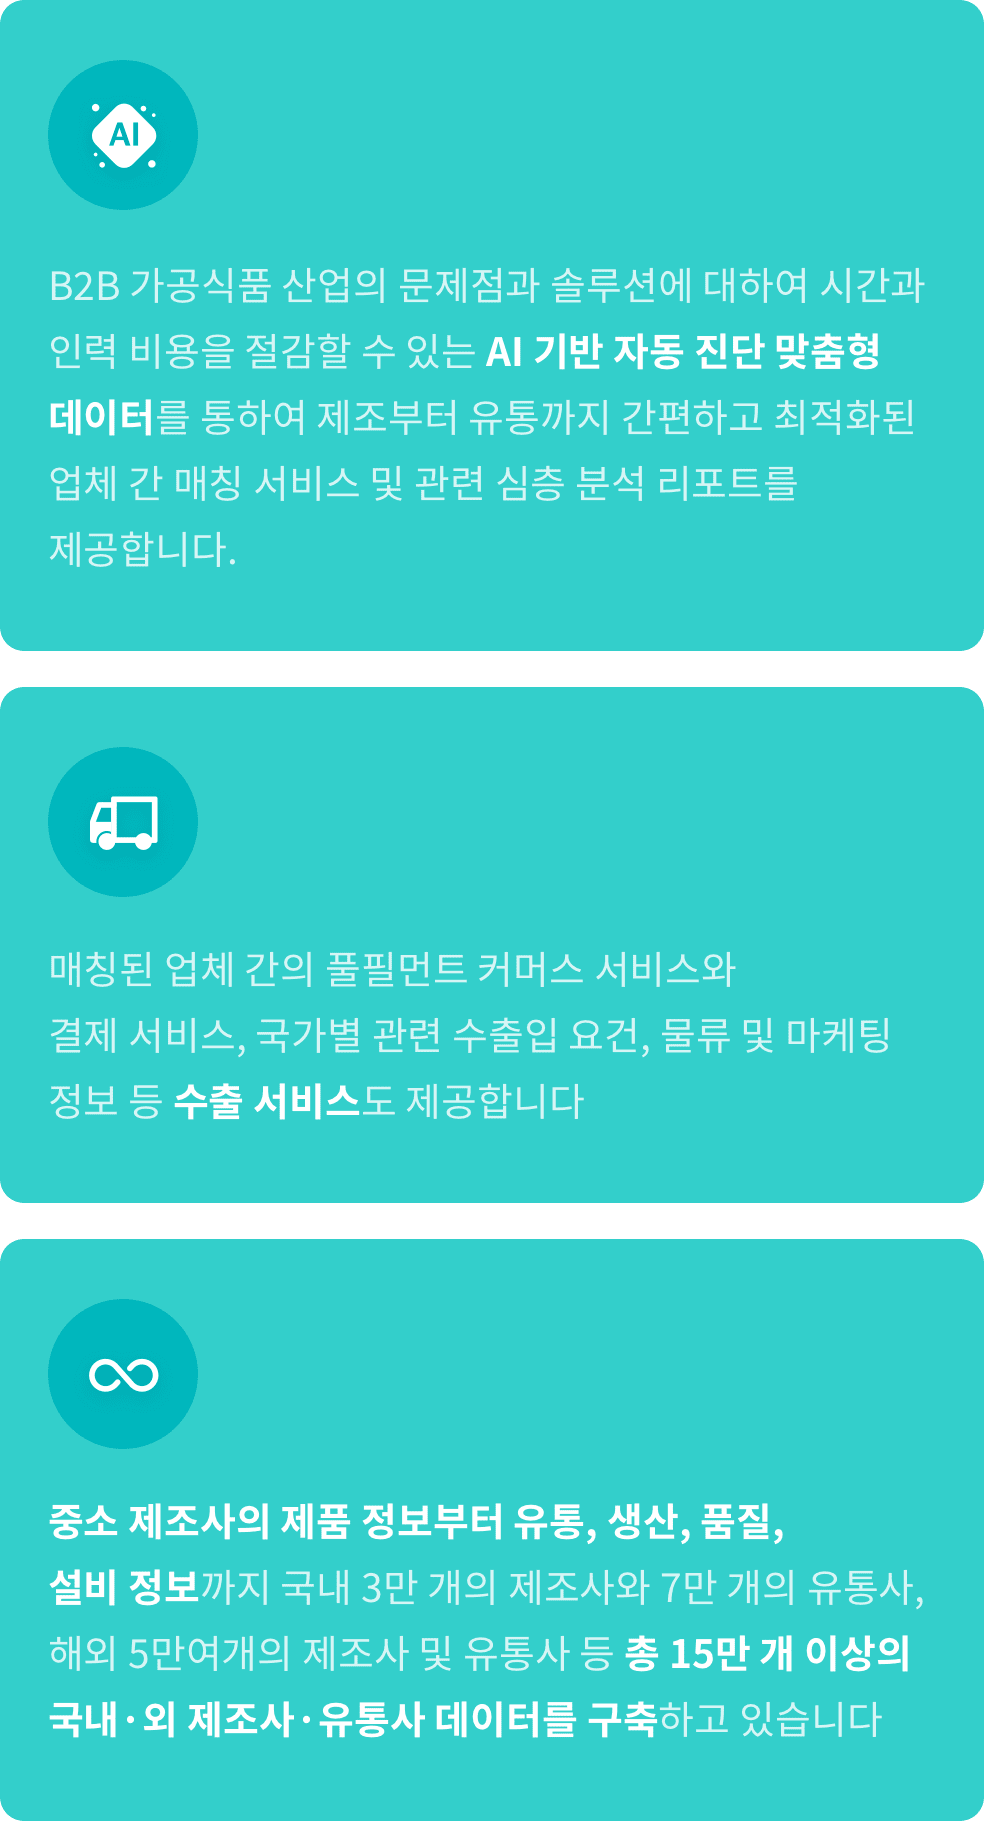 AI
B2B 가공식품 산업의 문제점과 솔루션에 대하여 시간과
인력 비용을 절감할 수 있는 AI 기반 자동 진단 맞춤형
데이터를 통하여 제조부터 유통까지 간편하고 최적화된
업체 간 매칭 서비스 및 관련 심층 분석 리포트를
제공합니다.
매칭된 업체 간의 풀필먼트 커머스 서비스와
결제 서비스, 국가별 관련 수출입 요건, 물류 및 마케팅
정보 등 수출 서비스도 제공합니다
중소 제조사의 제품 정보부터 유통, 생산, 품질,
설비 정보까지 국내 3만 개의 제조사와 7만 개의 유통사,
해외 5만여개의 제조사 및 유통사 등 총 15만 개 이상의
국내·외 제조사·유통사 데이터를 구축하고 있습니다